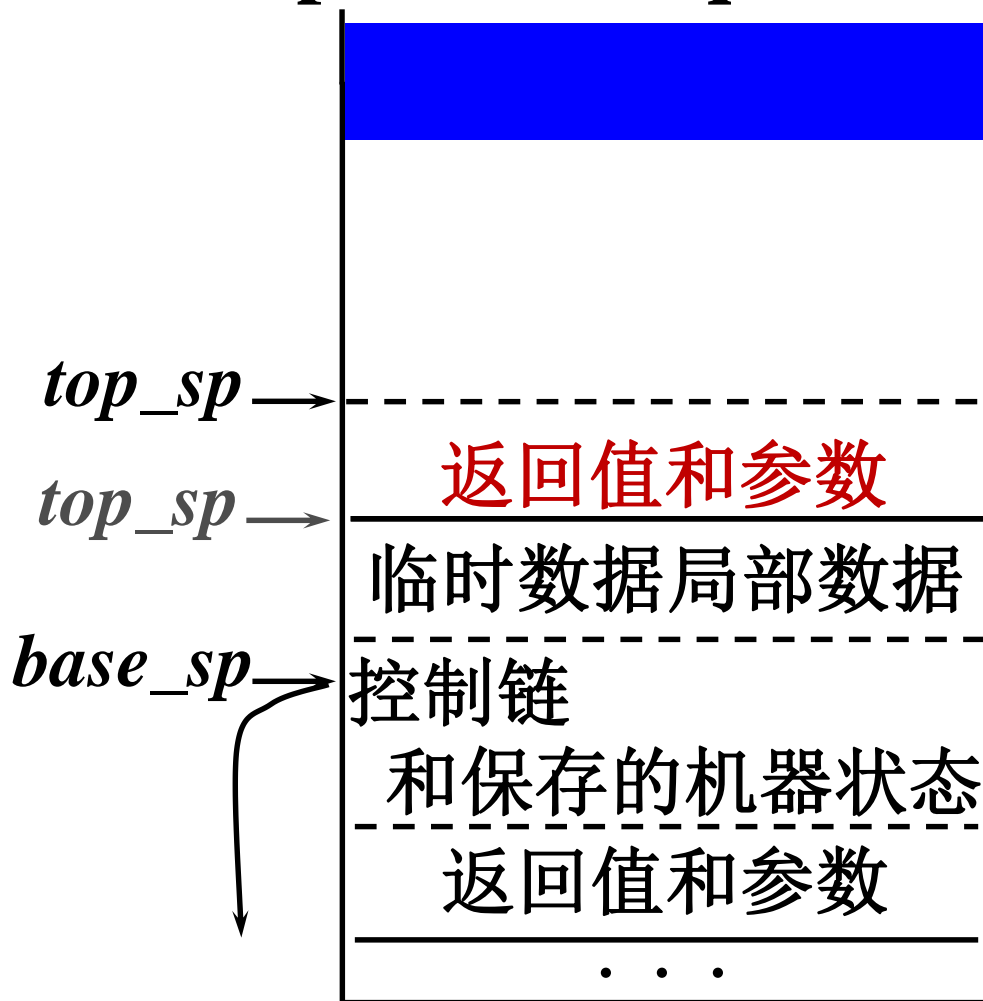 top_sp
返回值和参数
top_sp
临时数据局部数据
base_sp
控制链
和保存的机器状态
返回值和参数
. . .